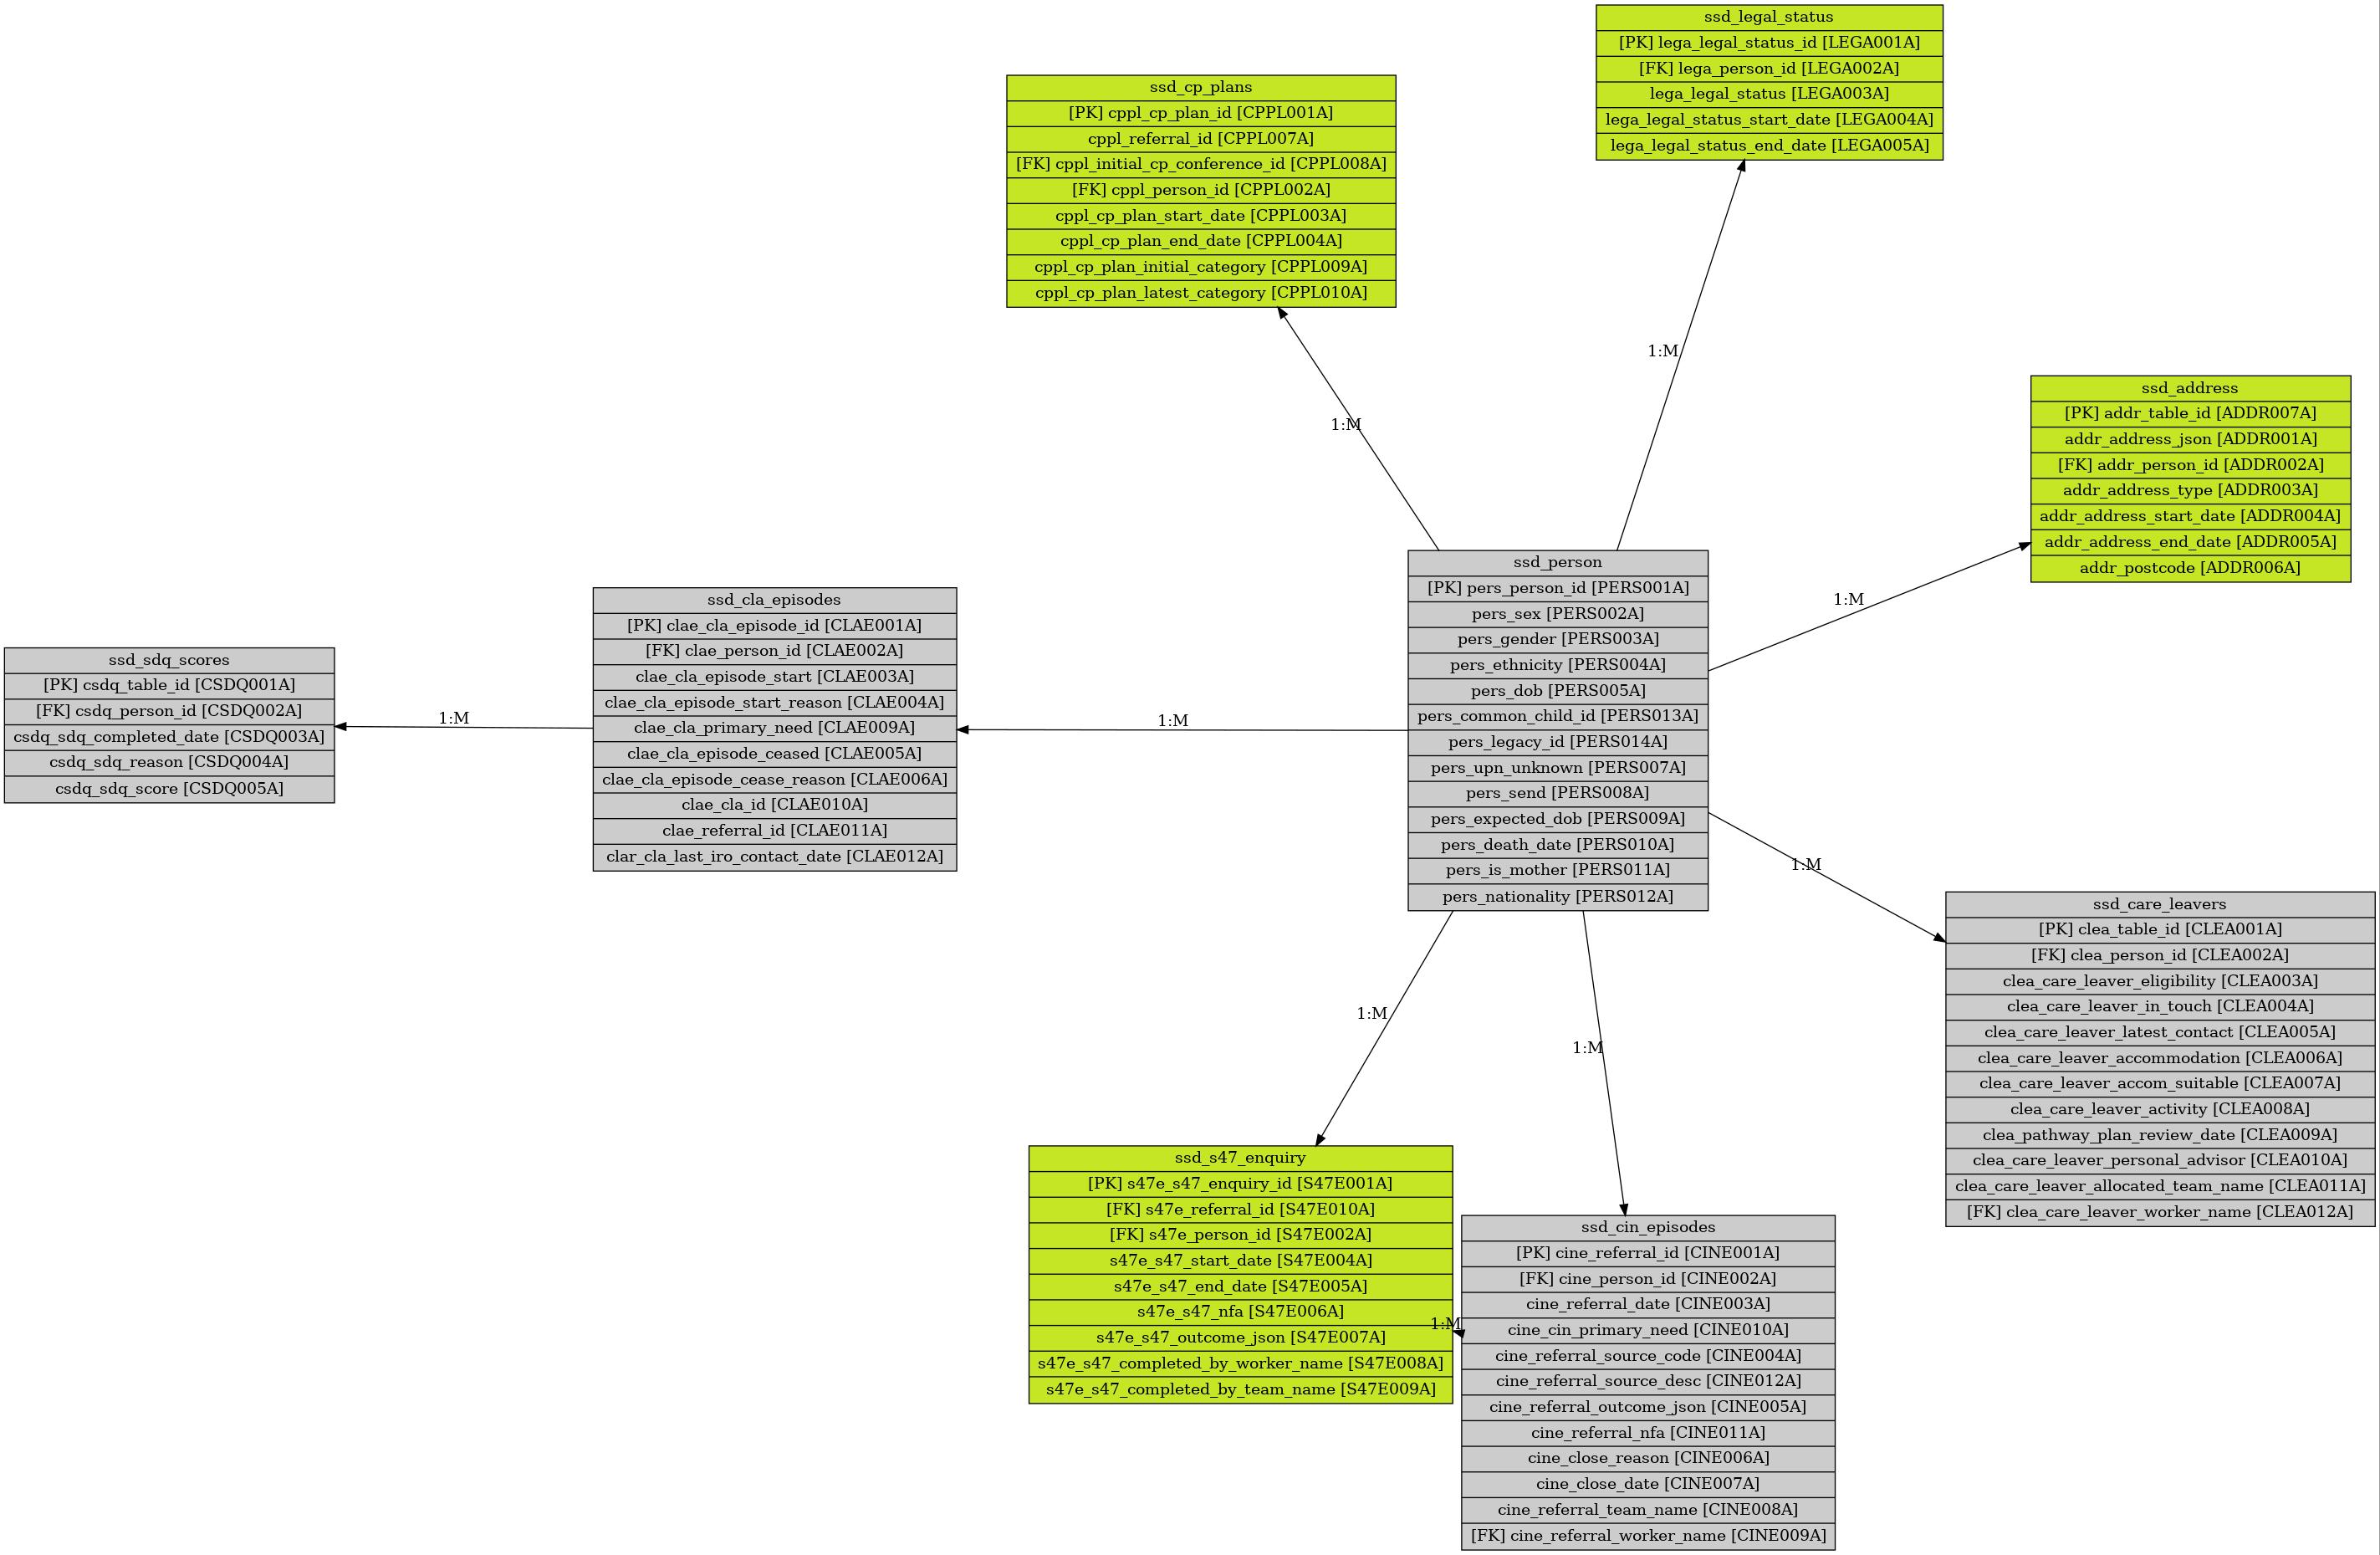 ssd_legal_status
[PK] lega_legal_status_id [LEGA001A]
[FK] lega_person_id [LEGA002A]
lega_legal_status [LEGA003A]
lega_legal_status_start_date [LEGA004A]
lega_legal_status_end_date [LEGA005A]
ssd_cp_plans
[PK] cppl_cp_plan_id [CPPL001A]
cppl_referral_id [CPPL007A]
[FK] cppl_initial_cp_conference_id [CPPL008A]
[FK] cppl_person_id [CPPL002A]
cppl_cp_plan_start_date [CPPL003A]
cppl_cp_plan_end_date [CPPL004A]
cppl_cp_plan_initial_category [CPPL009A]
cppl_cp_plan_latest_category [CPPL010A]
1:M
1:M
ssd_address
[PK] addr_table_id [ADDR007A]
addr_address_json [ADDR001A]
[FK] addr_person_id [ADDR002A]
addr_address_type [ADDR003A]
addr_address_start_date [ADDR004A]
addr_address_end_date [ADDR005A]
addr_postcode [ADDR006A]
1:M
ssd_person
[PK] pers_person_id [PERS001A]
pers_sex [PERS002A]
pers_gender [PERS003A]
pers_ethnicity [PERS004A]
pers_dob [PERS005A]
pers_common_child_id [PERS013A]
pers_legacy_id [PERS014A]
pers_upn_unknown [PERS007A]
pers_send [PERS008A]
pers_expected_dob [PERS009A]
pers_death_date [PERS010A]
pers_is_mother [PERS011A]
pers_nationality [PERS012A]
1:M
ssd_cla_episodes
[PK] clae_cla_episode_id [CLAE001A]
[FK] clae_person_id [CLAE002A]
clae_cla_episode_start [CLAE003A]
clae_cla_episode_start_reason [CLAE004A]
clae_cla_primary_need [CLAE009A]
clae_cla_episode_ceased [CLAE005A]
clae_cla_episode_cease_reason [CLAE006A]
clae_cla_id [CLAE010A]
clae_referral_id [CLAE011A]
clar_cla_last_iro_contact_date [CLAE012A]
1:M
ssd_sdq_scores
[PK] csdq_table_id [CSDQ001A]
[FK] csdq_person_id [CSDQ002A]
csdq_sdq_completed_date [CSDQ003A]
csdq_sdq_reason [CSDQ004A]
csdq_sdq_score [CSDQ005A]
1:M
ssd_care_leavers
[PK] clea_table_id [CLEA001A]
[FK] clea_person_id [CLEA002A]
clea_care_leaver_eligibility [CLEA003A]
clea_care_leaver_in_touch [CLEA004A]
clea_care_leaver_latest_contact [CLEA005A]
clea_care_leaver_accommodation [CLEA006A]
clea_care_leaver_accom_suitable [CLEA007A]
clea_care_leaver_activity [CLEA008A]
clea_pathway_plan_review_date [CLEA009A]
clea_care_leaver_personal_advisor [CLEA010A]
clea_care_leaver_allocated_team_name [CLEA011A]
[FK] clea_care_leaver_worker_name [CLEA012A]
1:M
1:M
ssd_s47_enquiry
[PK] s47e_s47_enquiry_id [S47E001A]
[FK] s47e_referral_id [S47E010A]
[FK] s47e_person_id [S47E002A]
s47e_s47_start_date [S47E004A]
s47e_s47_end_date [S47E005A]
s47e_s47_nfa [S47E006A]
s47e_s47_outcome_json [S47E007A]
s47e_s47_completed_by_worker_name [S47E008A]
s47e_s47_completed_by_team_name [S47E009A]
1:M
ssd_cin_episodes
[PK] cine_referral_id [CINE001A]
[FK] cine_person_id [CINE002A]
cine_referral_date [CINE003A]
cine_cin_primary_need [CINE010A]
cine_referral_source_code [CINE004A]
cine_referral_source_desc [CINE012A]
cine_referral_outcome_json [CINE005A]
cine_referral_nfa [CINE011A]
cine_close_reason [CINE006A]
cine_close_date [CINE007A]
cine_referral_team_name [CINE008A]
[FK] cine_referral_worker_name [CINE009A]